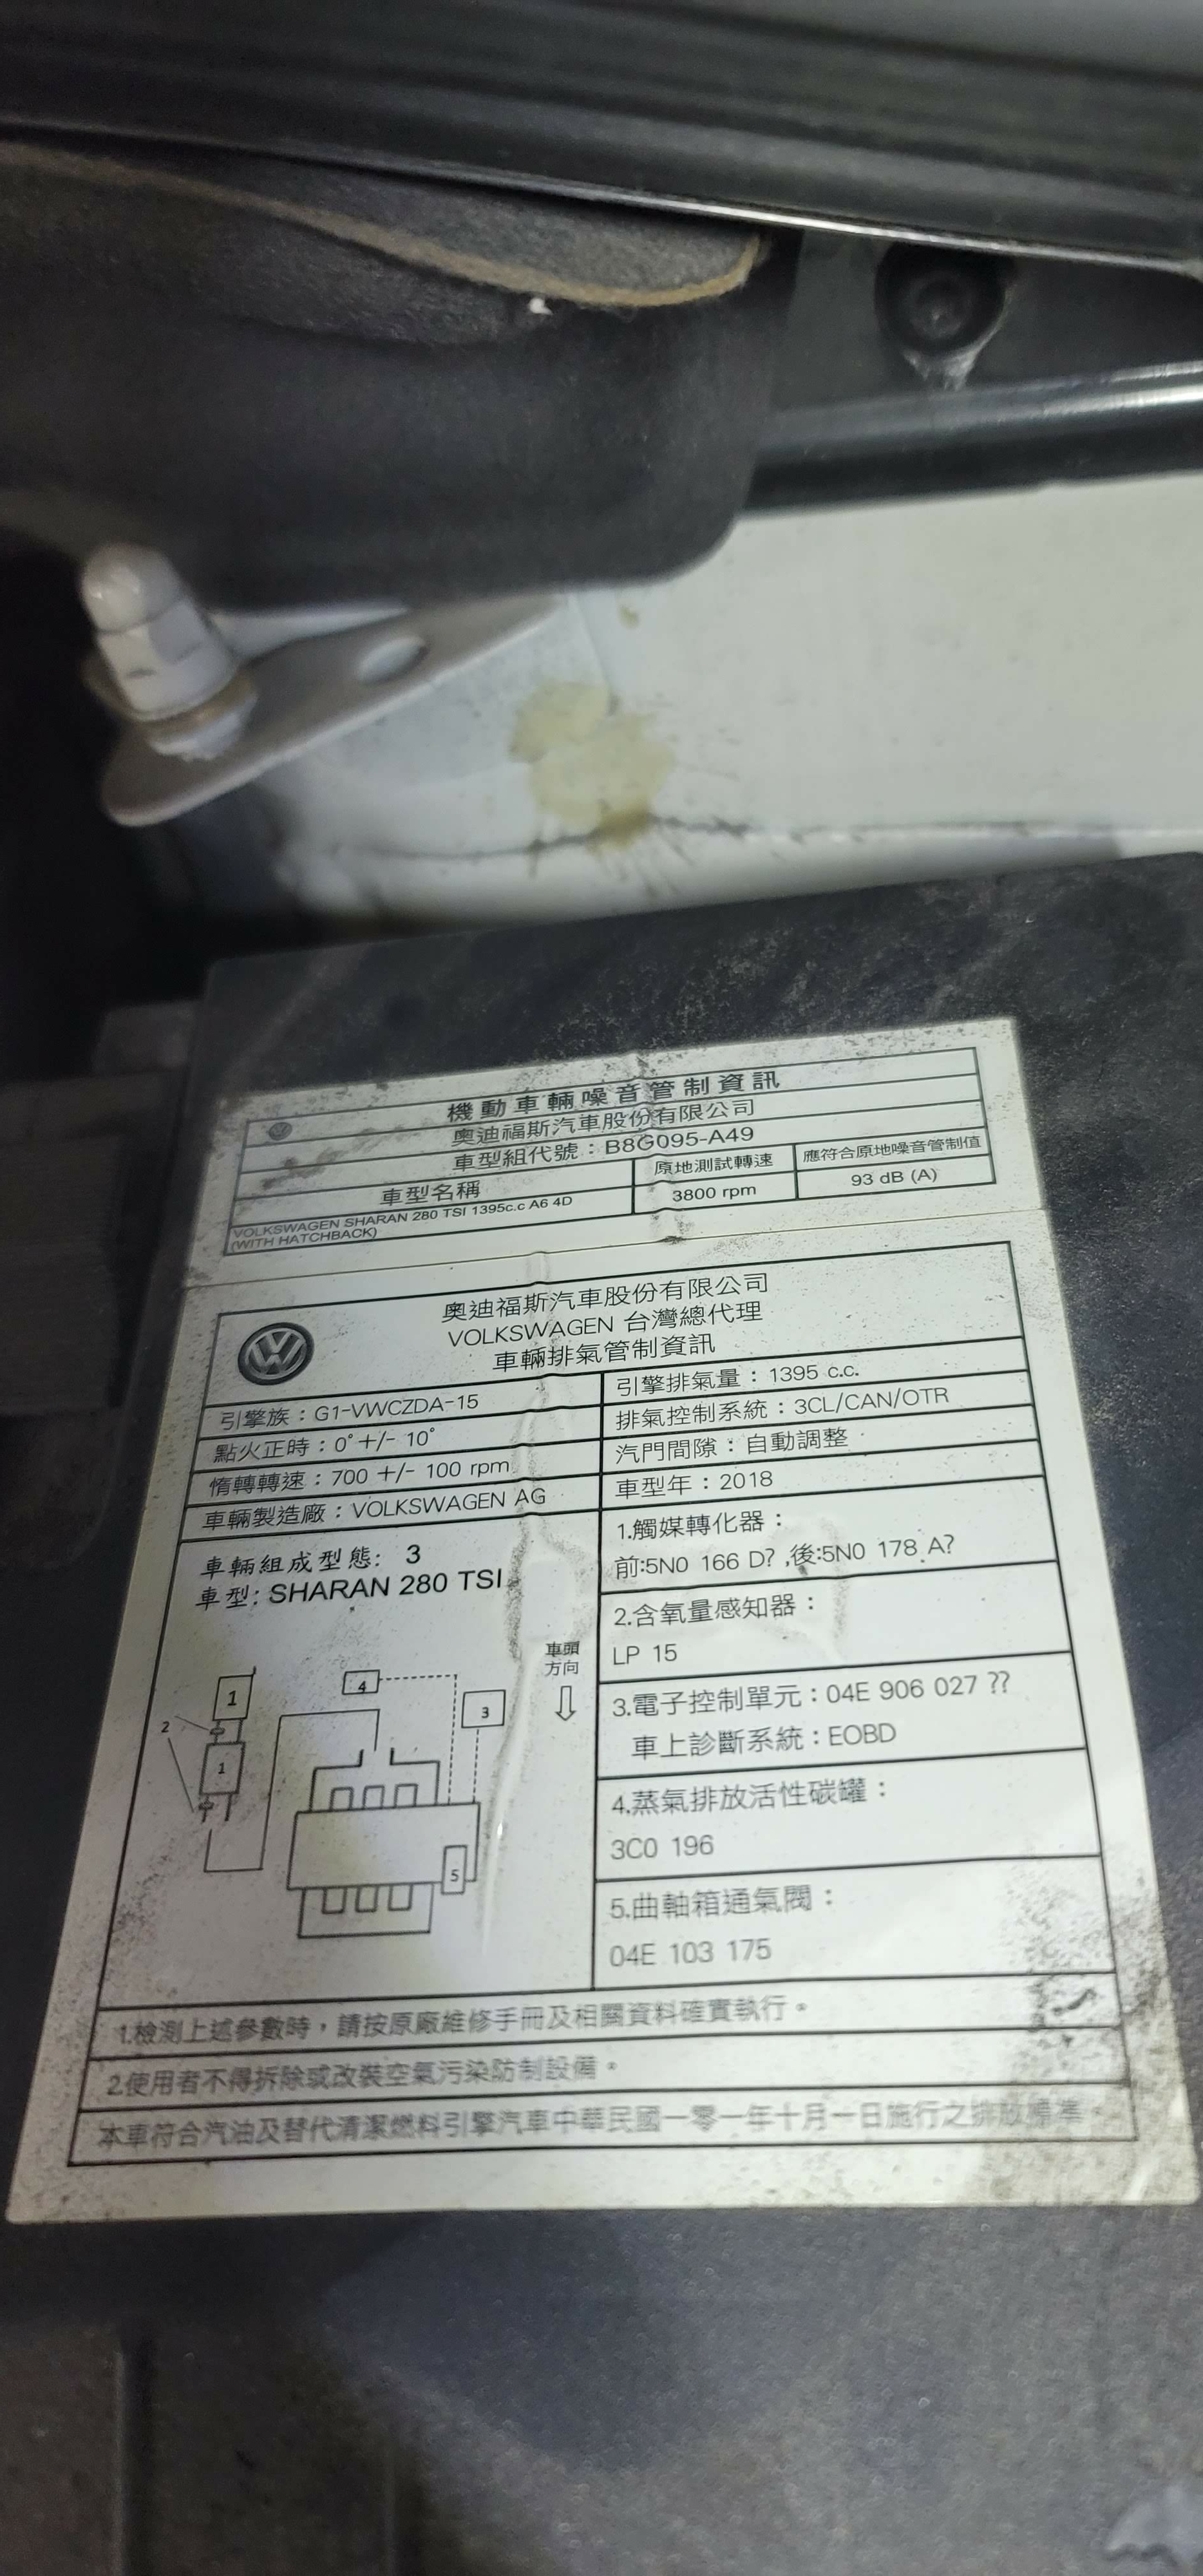 機動車輛噪音管制資訊
奧迪福斯汽車股份有限公司
車型組代號：B8G095-A49
車型名稱 原地測試轉速 應符合原地噪音管制值
VOLKSWAGEN SHARAN 280 TSI 1395c.c A6 4D
(WITH HATCHBACK)
3800 rpm 93 dB (A)
奧迪福斯汽車股份有限公司
VOLKSWAGEN 台灣總代理
車輛排氣管制資訊
引擎族：G1-VWCZDA-15
點火正時：0°+/- 10°
惰轉轉速：700 +/- 100 rpm
車輛製造廠：VOLKSWAGEN AG
引擎排氣量：1395 c.c.
排氣控制系統：3CL/CAN/OTR
汽門間隙：自動調整
車型年：2018
車輛組成型態: 3
車型: SHARAN 280 TSI
車頭
方向
1
2
1
4
3
5
1.觸媒轉化器：
前:5N0 166 D? ,後:5N0 178 A?
2.含氧量感知器：
LP 15
3.電子控制單元：04E 906 027 ??
車上診斷系統：EOBD
4.蒸氣排放活性碳罐：
3C0 196
5.曲軸箱通氣閥：
04E 103 175
1.檢測上述參數時，請按原廠維修手冊及相關資料確實執行。
2.使用者不得拆除或改裝空氣污染防制設備。
本車符合汽油及替代清潔燃料引擎汽車中華民國一零一年十月一日施行之排放標準